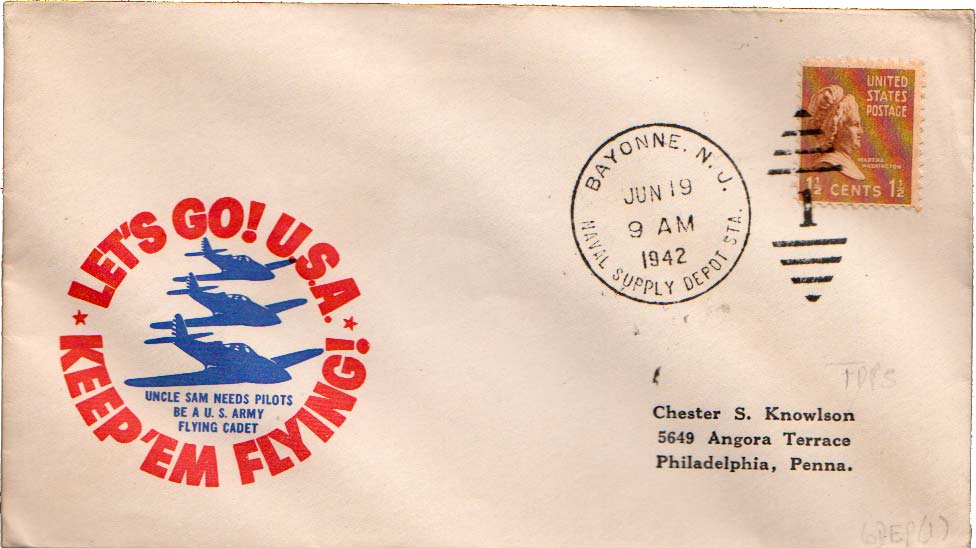 UNITED
STATES
POSTAGE
MARTHA
WASHINGTON
1½ CENTS 1½
BAYONNE, N. J.
JUN 19
9 AM
1942
NAVAL SUPPLY DEPOT STA.
1
LET'S GO! U.S.A.
KEEP 'EM FLYING!
UNCLE SAM NEEDS PILOTS
BE A U. S. ARMY
FLYING CADET
Chester S. Knowlson
5649 Angora Terrace
Philadelphia, Penna.